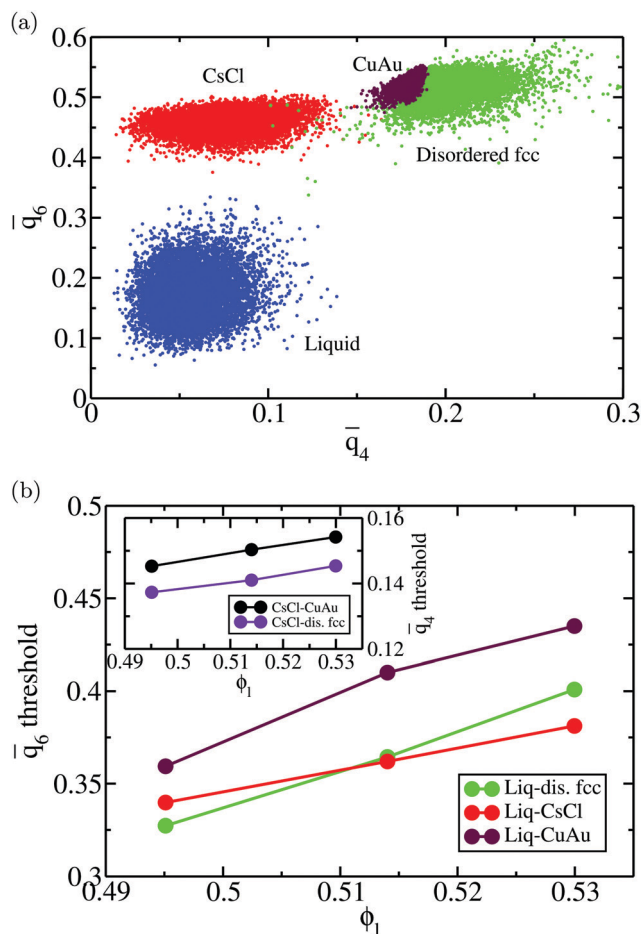 (a)
0.6
0.5
0.4
0.3
0.2
0.1
0
q̅6
CsCl
CuAu
Disordered fcc
Liquid
0 0.1 0.2 0.3
q̅4
(b)
0.5
0.45
0.4
0.35
0.3
q̅6 threshold
0.16
0.14
0.12
q̅4 threshold
CsCl-CuAu
CsCl-dis. fcc
0.49 0.5 0.51 0.52 0.53
ϕl
Liq-dis. fcc
Liq-CsCl
Liq-CuAu
0.49 0.5 0.51 0.52 0.53
ϕl